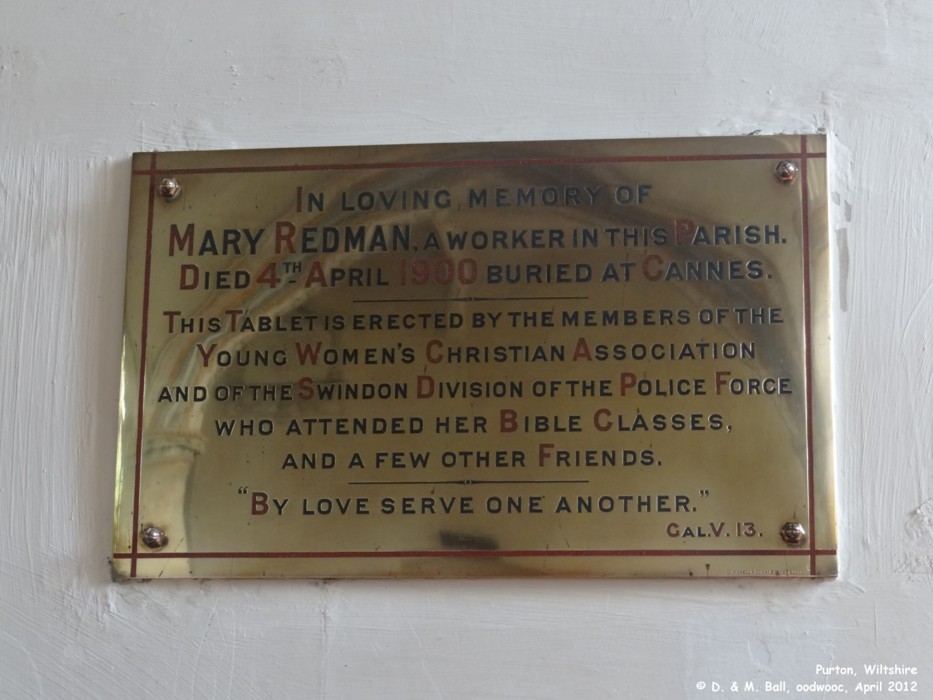 IN LOVING MEMORY OF
MARY REDMAN, A WORKER IN THIS PARISH.
DIED 4TH APRIL 1900 BURIED AT CANNES.
THIS TABLET IS ERECTED BY THE MEMBERS OF THE
YOUNG WOMEN'S CHRISTIAN ASSOCIATION
AND OF THE SWINDON DIVISION OF THE POLICE FORCE
WHO ATTENDED HER BIBLE CLASSES,
AND A FEW OTHER FRIENDS.
"BY LOVE SERVE ONE ANOTHER."
GAL. V. 13.
Purton, Wiltshire
© D. & M. Ball, oodwooc, April 2012